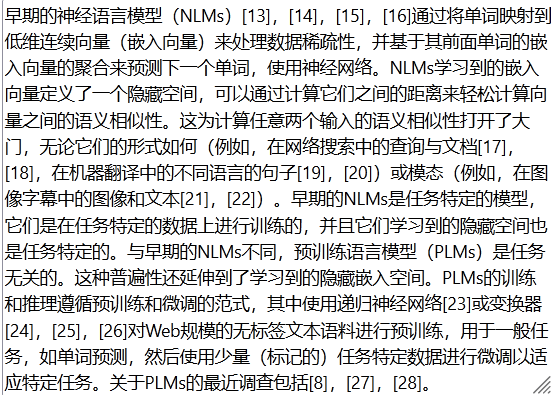 早期的神经语言模型（NLMs）[13]，[14]，[15]，[16]通过将单词映射到
低维连续向量（嵌入向量）来处理数据稀疏性，并基于其前面单词的嵌
入向量的聚合来预测下一个单词，使用神经网络。NLMs学习到的嵌入
向量定义了一个隐藏空间，可以通过计算它们之间的距离来轻松计算向
量之间的语义相似性。这为计算任意两个输入的语义相似性打开了大
门，无论它们的形式如何（例如，在网络搜索中的查询与文档[17]，
[18]，在机器翻译中的不同语言的句子[19]，[20]）或模态（例如，在图
像字幕中的图像和文本[21]，[22]）。早期的NLMs是任务特定的模型，
它们是在任务特定的数据上进行训练的，并且它们学习到的隐藏空间也
是任务特定的。与早期的NLMs不同，预训练语言模型（PLMs）是任务
无关的。这种普遍性还延伸到了学习到的隐藏嵌入空间。PLMs的训练
和推理遵循预训练和微调的范式，其中使用递归神经网络[23]或变换器
[24]，[25]，[26]对Web规模的无标签文本语料进行预训练，用于一般任
务，如单词预测，然后使用少量（标记的）任务特定数据进行微调以适
应特定任务。关于PLMs的最近调查包括[8]，[27]，[28]。